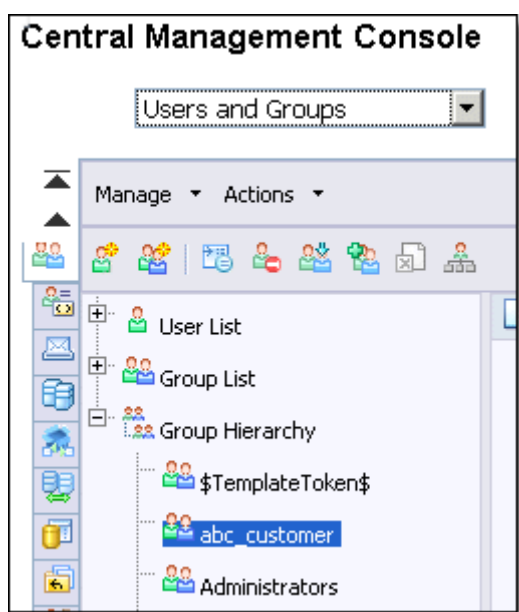 Central Management Console
Users and Groups
Manage Actions
User List
Group List
Group Hierarchy
$TemplateToken$
abc_customer
Administrators